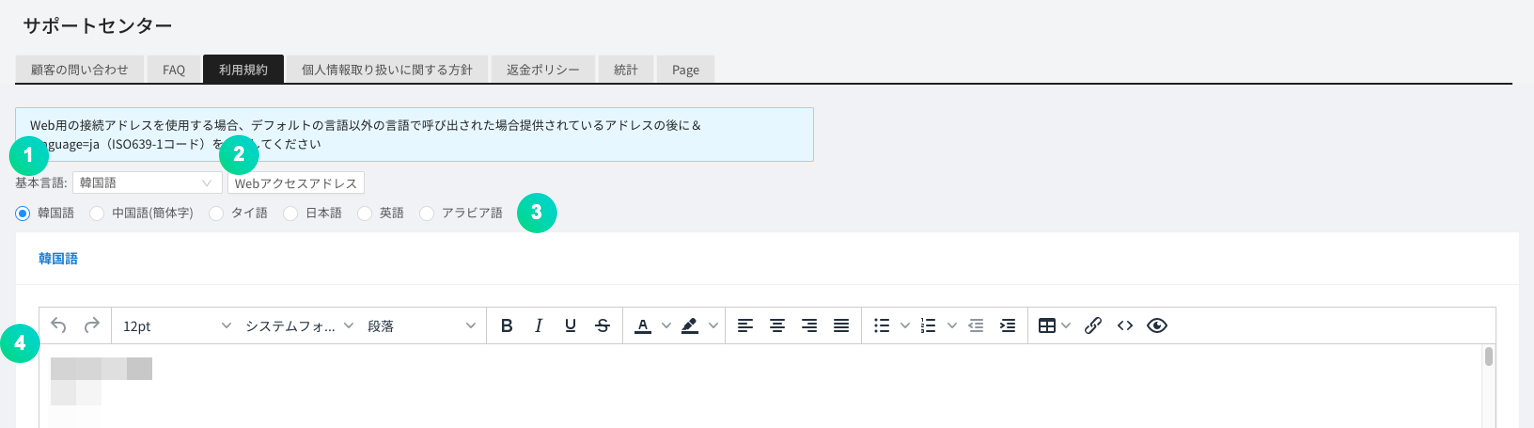 サポートセンター
顧客の問い合わせ FAQ 利用規約 個人情報取り扱いに関する方針 返金ポリシー 統計 Page
Web用の接続アドレスを使用する場合、デフォルトの言語以外の言語で呼び出された場合提供されているアドレスの後に＆
nguage=ja（ISO639-1コード）を してください
1 2
基本言語: 韓国語 Webアクセスアドレス
韓国語 中国語(簡体字) タイ語 日本語 英語 アラビア語 3
韓国語
12pt システムフォ... 段落 B I U S A
4